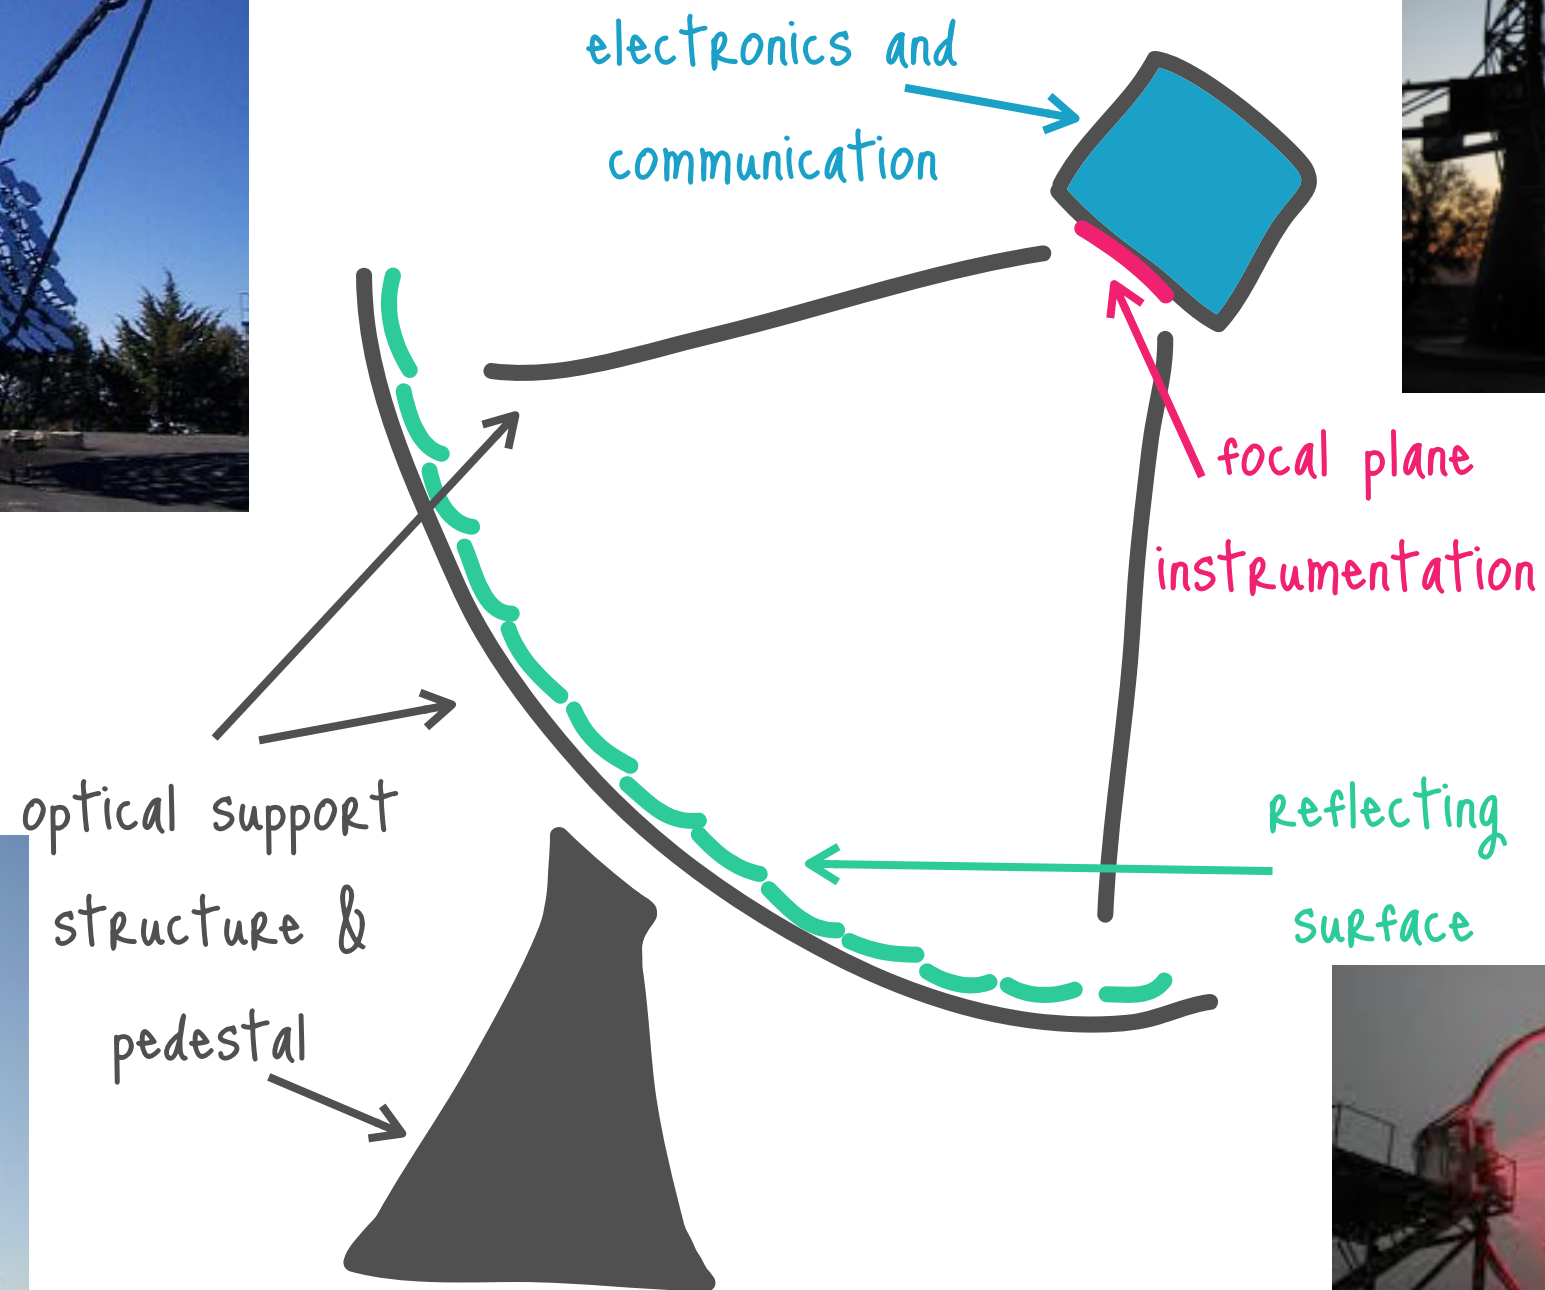 electronics and
communication
focal plane
instrumentation
optical support
structure &
pedestal
reflecting
surface